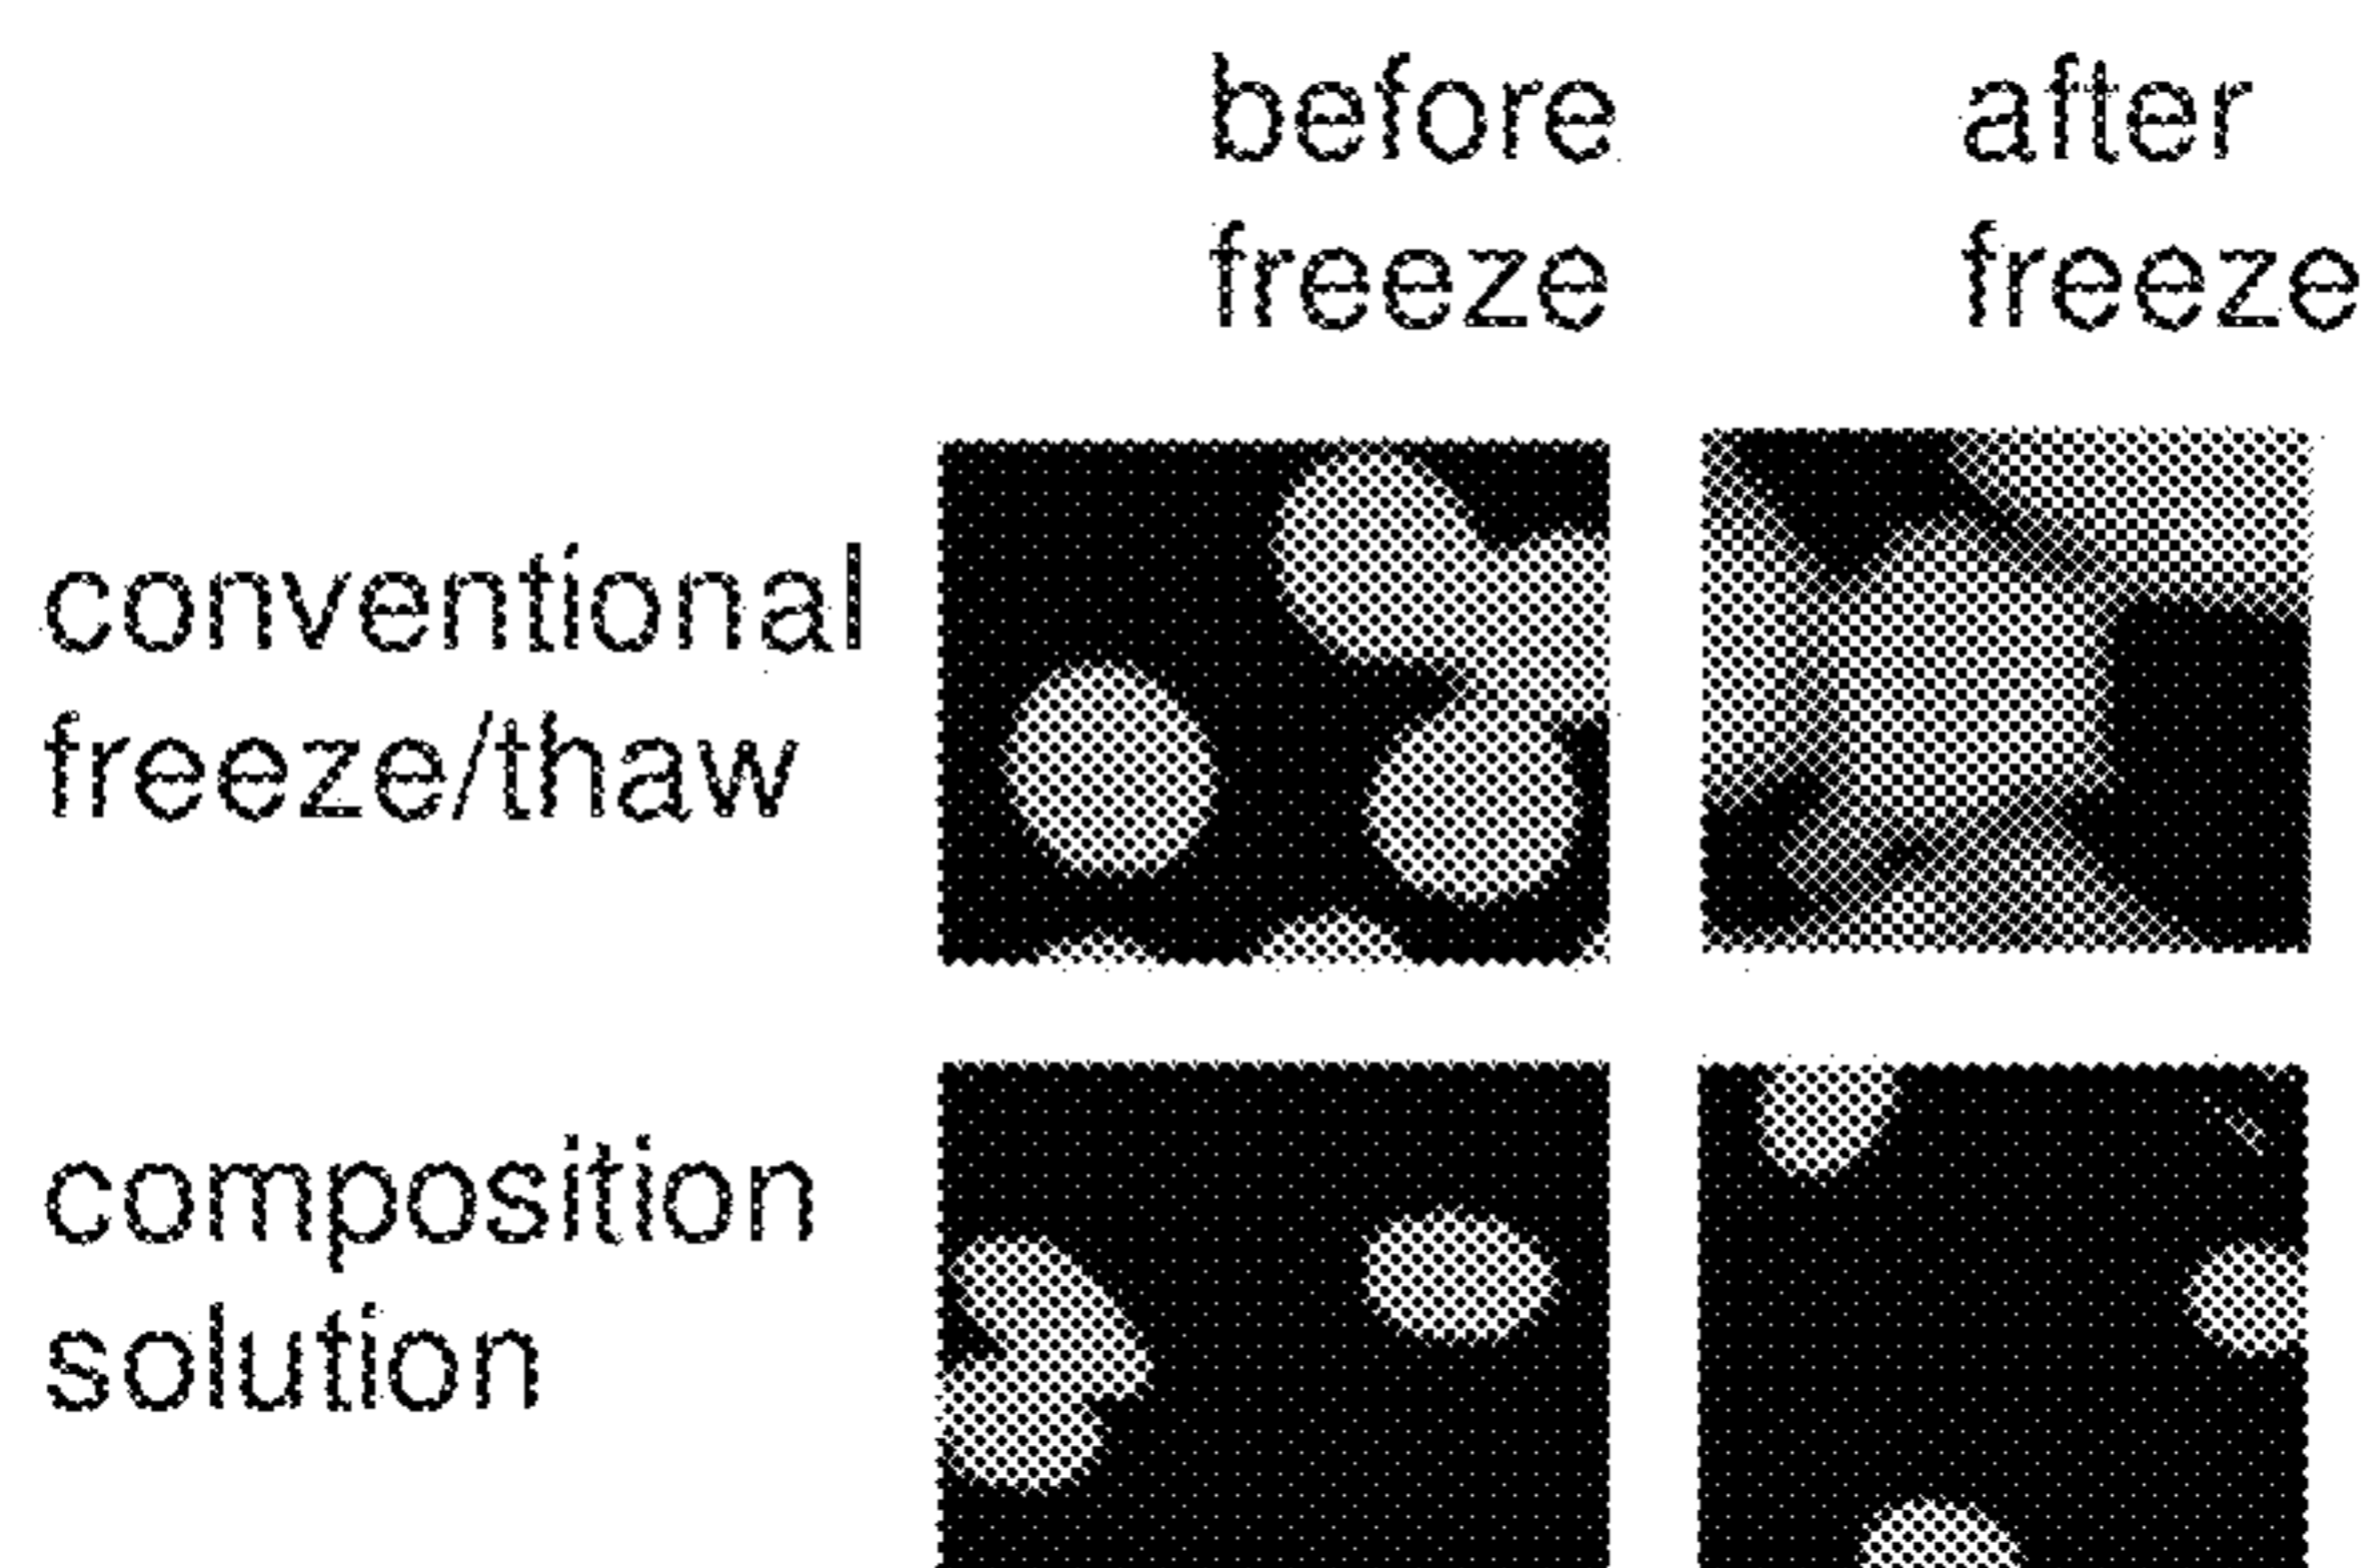 before
freeze
after
freeze
conventional
freeze/thaw
composition
solution